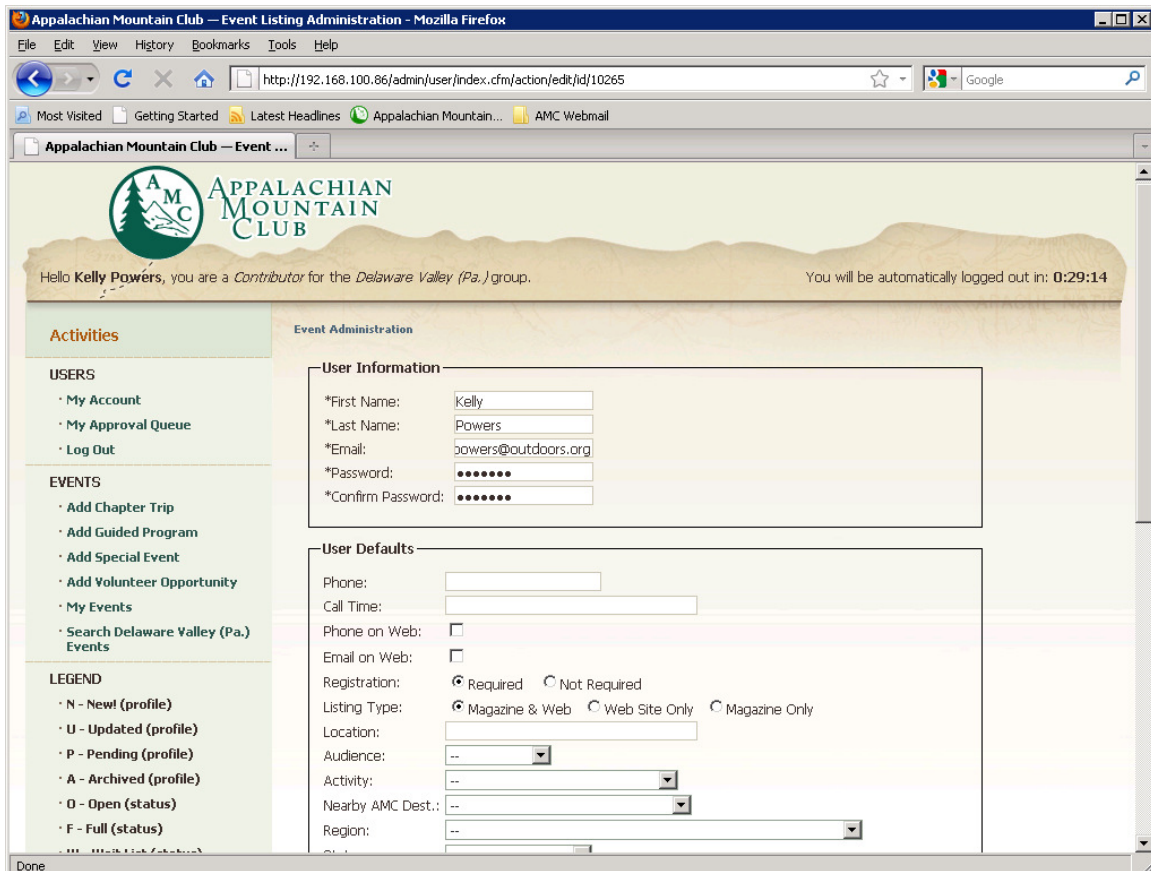 Appalachian Mountain Club — Event Listing Administration - Mozilla Firefox
File Edit View History Bookmarks Tools Help
http://192.168.100.86/admin/user/index.cfm/action/edit/id/10265
Google
Most Visited Getting Started Latest Headlines Appalachian Mountain... AMC Webmail
Appalachian Mountain Club — Event ...
AMC
APPALACHIAN
MOUNTAIN
CLUB
Hello Kelly Powers, you are a Contributor for the Delaware Valley (Pa.) group.
You will be automatically logged out in: 0:29:14
Activities
USERS
· My Account
· My Approval Queue
· Log Out
EVENTS
· Add Chapter Trip
· Add Guided Program
· Add Special Event
· Add Volunteer Opportunity
· My Events
· Search Delaware Valley (Pa.)
Events
LEGEND
· N - New! (profile)
· U - Updated (profile)
· P - Pending (profile)
· A - Archived (profile)
· O - Open (status)
· F - Full (status)
Event Administration
User Information
*First Name: Kelly
*Last Name: Powers
*Email: powers@outdoors.org
*Password: •••••••
*Confirm Password: •••••••
User Defaults
Phone:
Call Time:
Phone on Web:
Email on Web:
Registration: Required Not Required
Listing Type: Magazine & Web Web Site Only Magazine Only
Location:
Audience: --
Activity: --
Nearby AMC Dest.: --
Region: --
Done